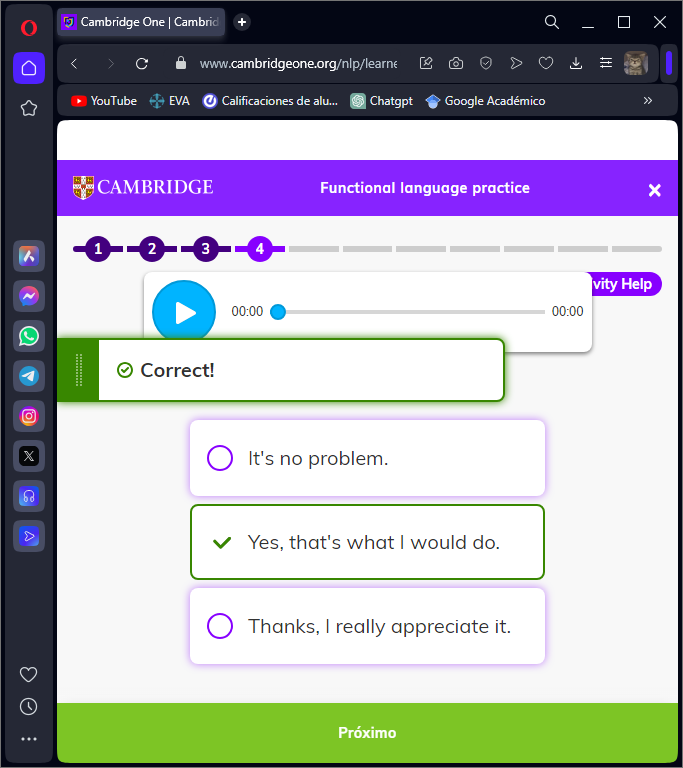 Cambridge One | Cambrid
www.cambridgeone.org/nlp/learne
YouTube
EVA
Calificaciones de alu...
Chatgpt
Google Académico
CAMBRIDGE
Functional language practice
1
2
3
4
vity Help
00:00
00:00
Correct!
It's no problem.
Yes, that's what I would do.
Thanks, I really appreciate it.
Próximo